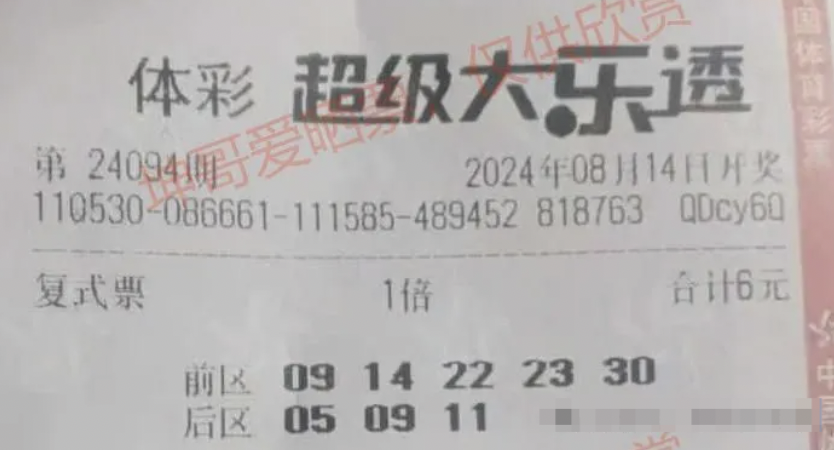 体彩 超级大乐透
第 24094期 2024年08月14日开奖
110530-086661-111585-489452 818763 QDcy6Q
复式票 1倍 合计6元
前区 09 14 22 23 30
后区 05 09 11
坤哥爱晒票 仅供欣赏
赏
中国体育彩票
中国